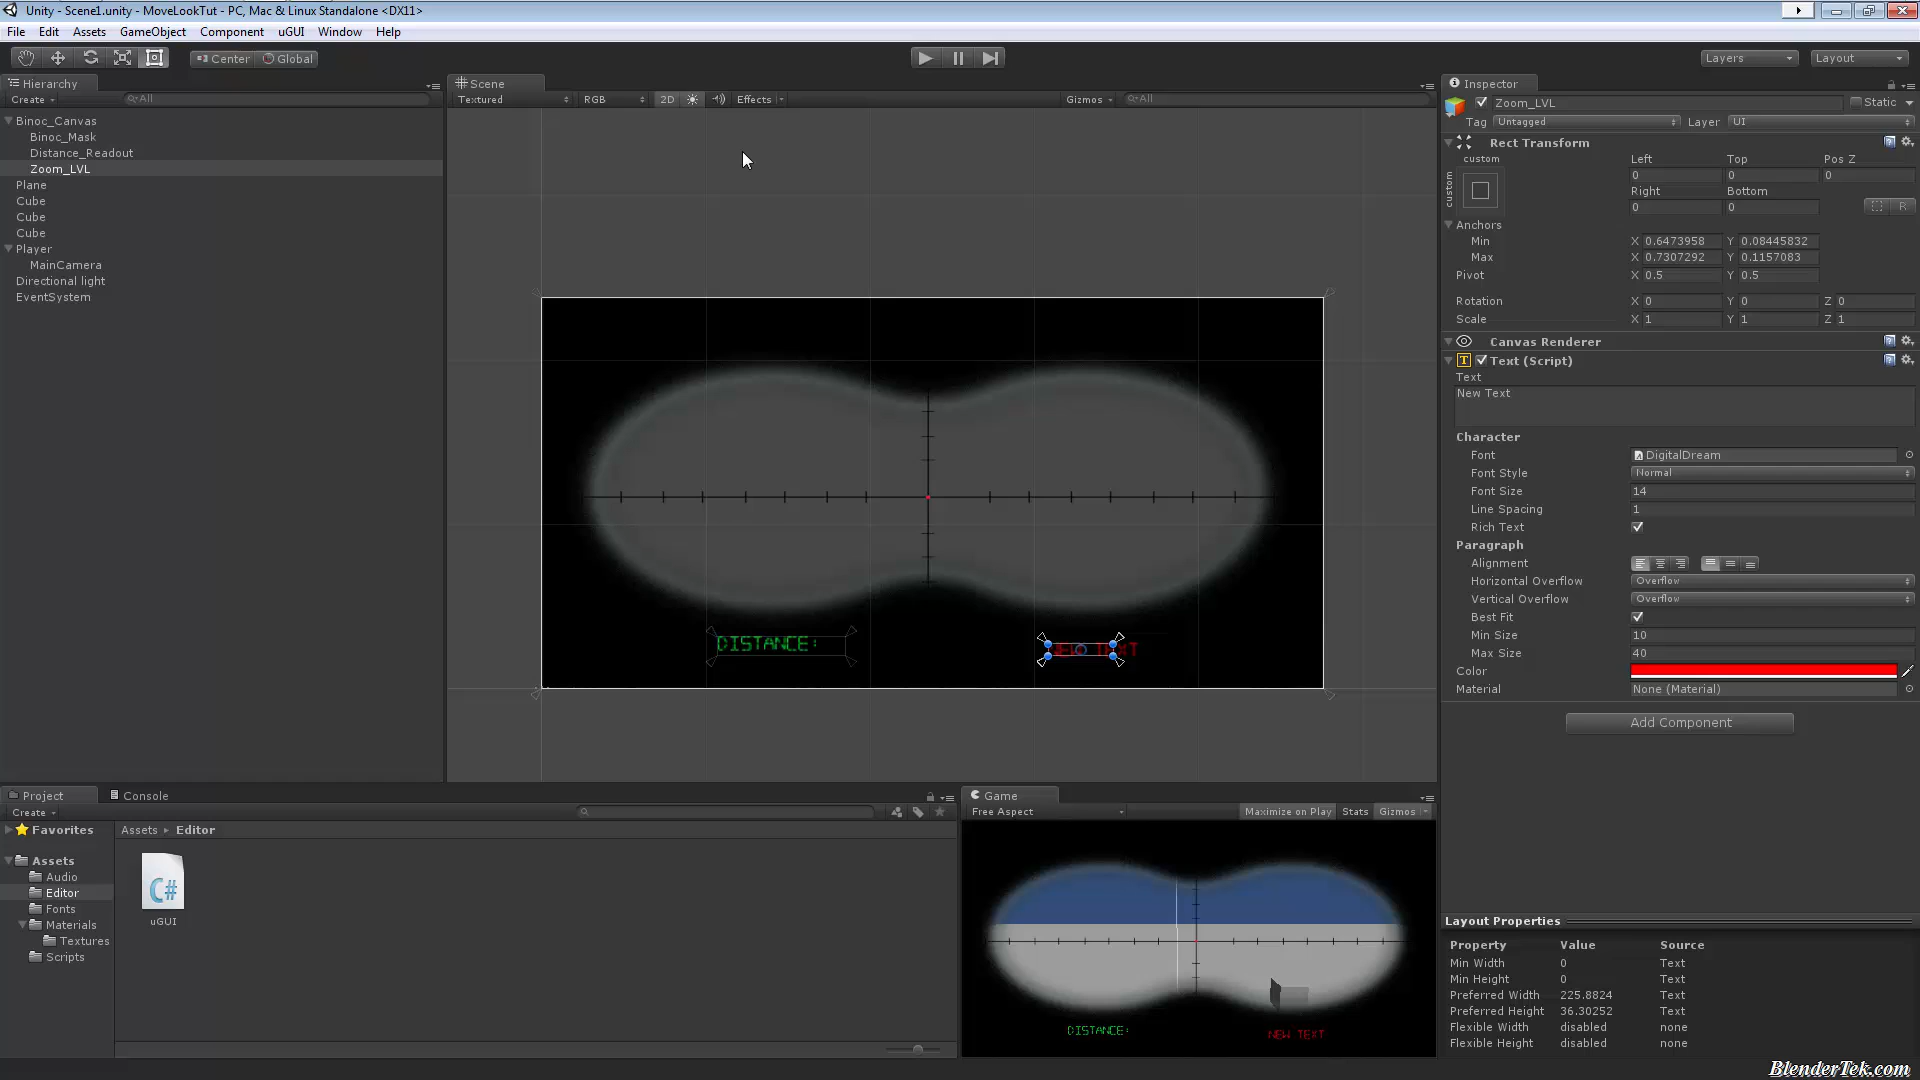 Unity - Scene1.unity - MoveLookTut - PC, Mac & Linux Standalone <DX11>
File Edit Assets GameObject Component uGUI Window Help
Center Global Layers Layout
Hierarchy
Create All
Binoc_Canvas
Binoc_Mask
Distance_Readout
Zoom_LVL
Plane
Cube
Cube
Cube
Player
MainCamera
Directional light
EventSystem
Scene
Textured RGB 2D Effects Gizmos All
DISTANCE:
NEW TEXT
Inspector
Zoom_LVL Static
Tag Untagged Layer UI
Rect Transform
custom Left Top Pos Z
custom
0 0 0
Right Bottom
0 0 R
Anchors
Min X 0.6473958 Y 0.08445832
Max X 0.7307292 Y 0.1157083
Pivot X 0.5 Y 0.5
Rotation X 0 Y 0 Z 0
Scale X 1 Y 1 Z 1
Canvas Renderer
T Text (Script)
Text
New Text
Character
Font DigitalDream
Font Style Normal
Font Size 14
Line Spacing 1
Rich Text
Paragraph
Alignment
Horizontal Overflow Overflow
Vertical Overflow Overflow
Best Fit
Min Size 10
Max Size 40
Color
Material None (Material)
Add Component
Project Console
Create
Favorites Assets Editor
Assets
Audio
Editor
Fonts
Materials
Textures
Scripts
C#
uGUI
Game
Free Aspect Maximize on Play Stats Gizmos
DISTANCE:
NEW TEXT
Layout Properties
Property Value Source
Min Width 0 Text
Min Height 0 Text
Preferred Width 225.8824 Text
Preferred Height 36.30252 Text
Flexible Width disabled none
Flexible Height disabled none
BlenderTek.com